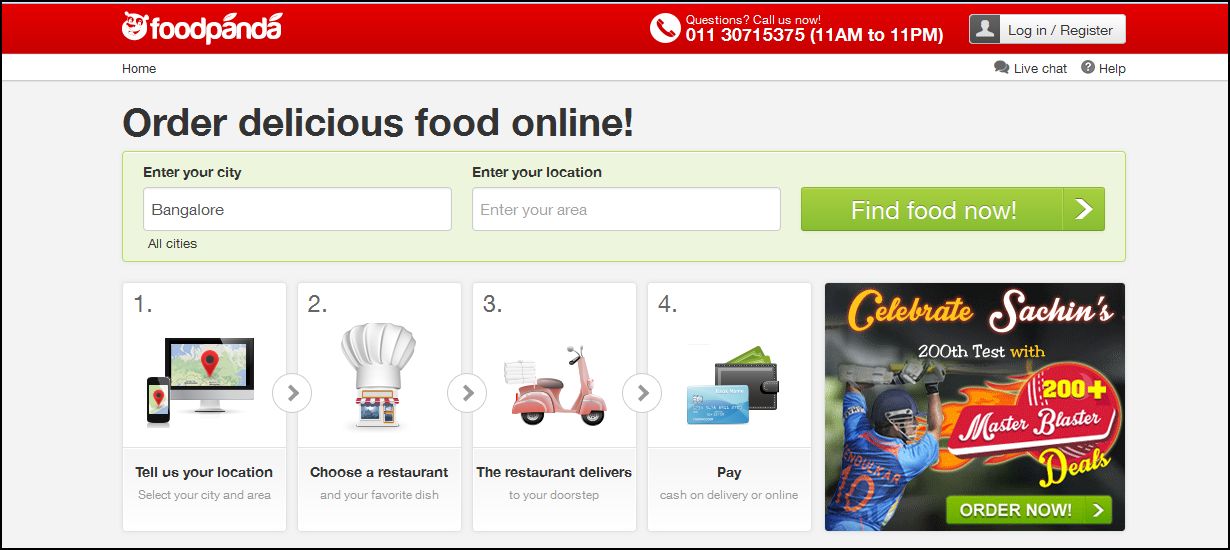 foodpanda
Questions? Call us now!
011 30715375 (11AM to 11PM)
Log in / Register
Home
Live chat
Help
Order delicious food online!
Enter your city
Enter your location
Bangalore
Enter your area
Find food now!
All cities
1.
2.
3.
4.
Tell us your location
Select your city and area
Choose a restaurant
and your favorite dish
The restaurant delivers
to your doorstep
Pay
cash on delivery or online
Celebrate Sachin's
200th Test with
200+
Master Blaster
Deals
10
ORDER NOW!